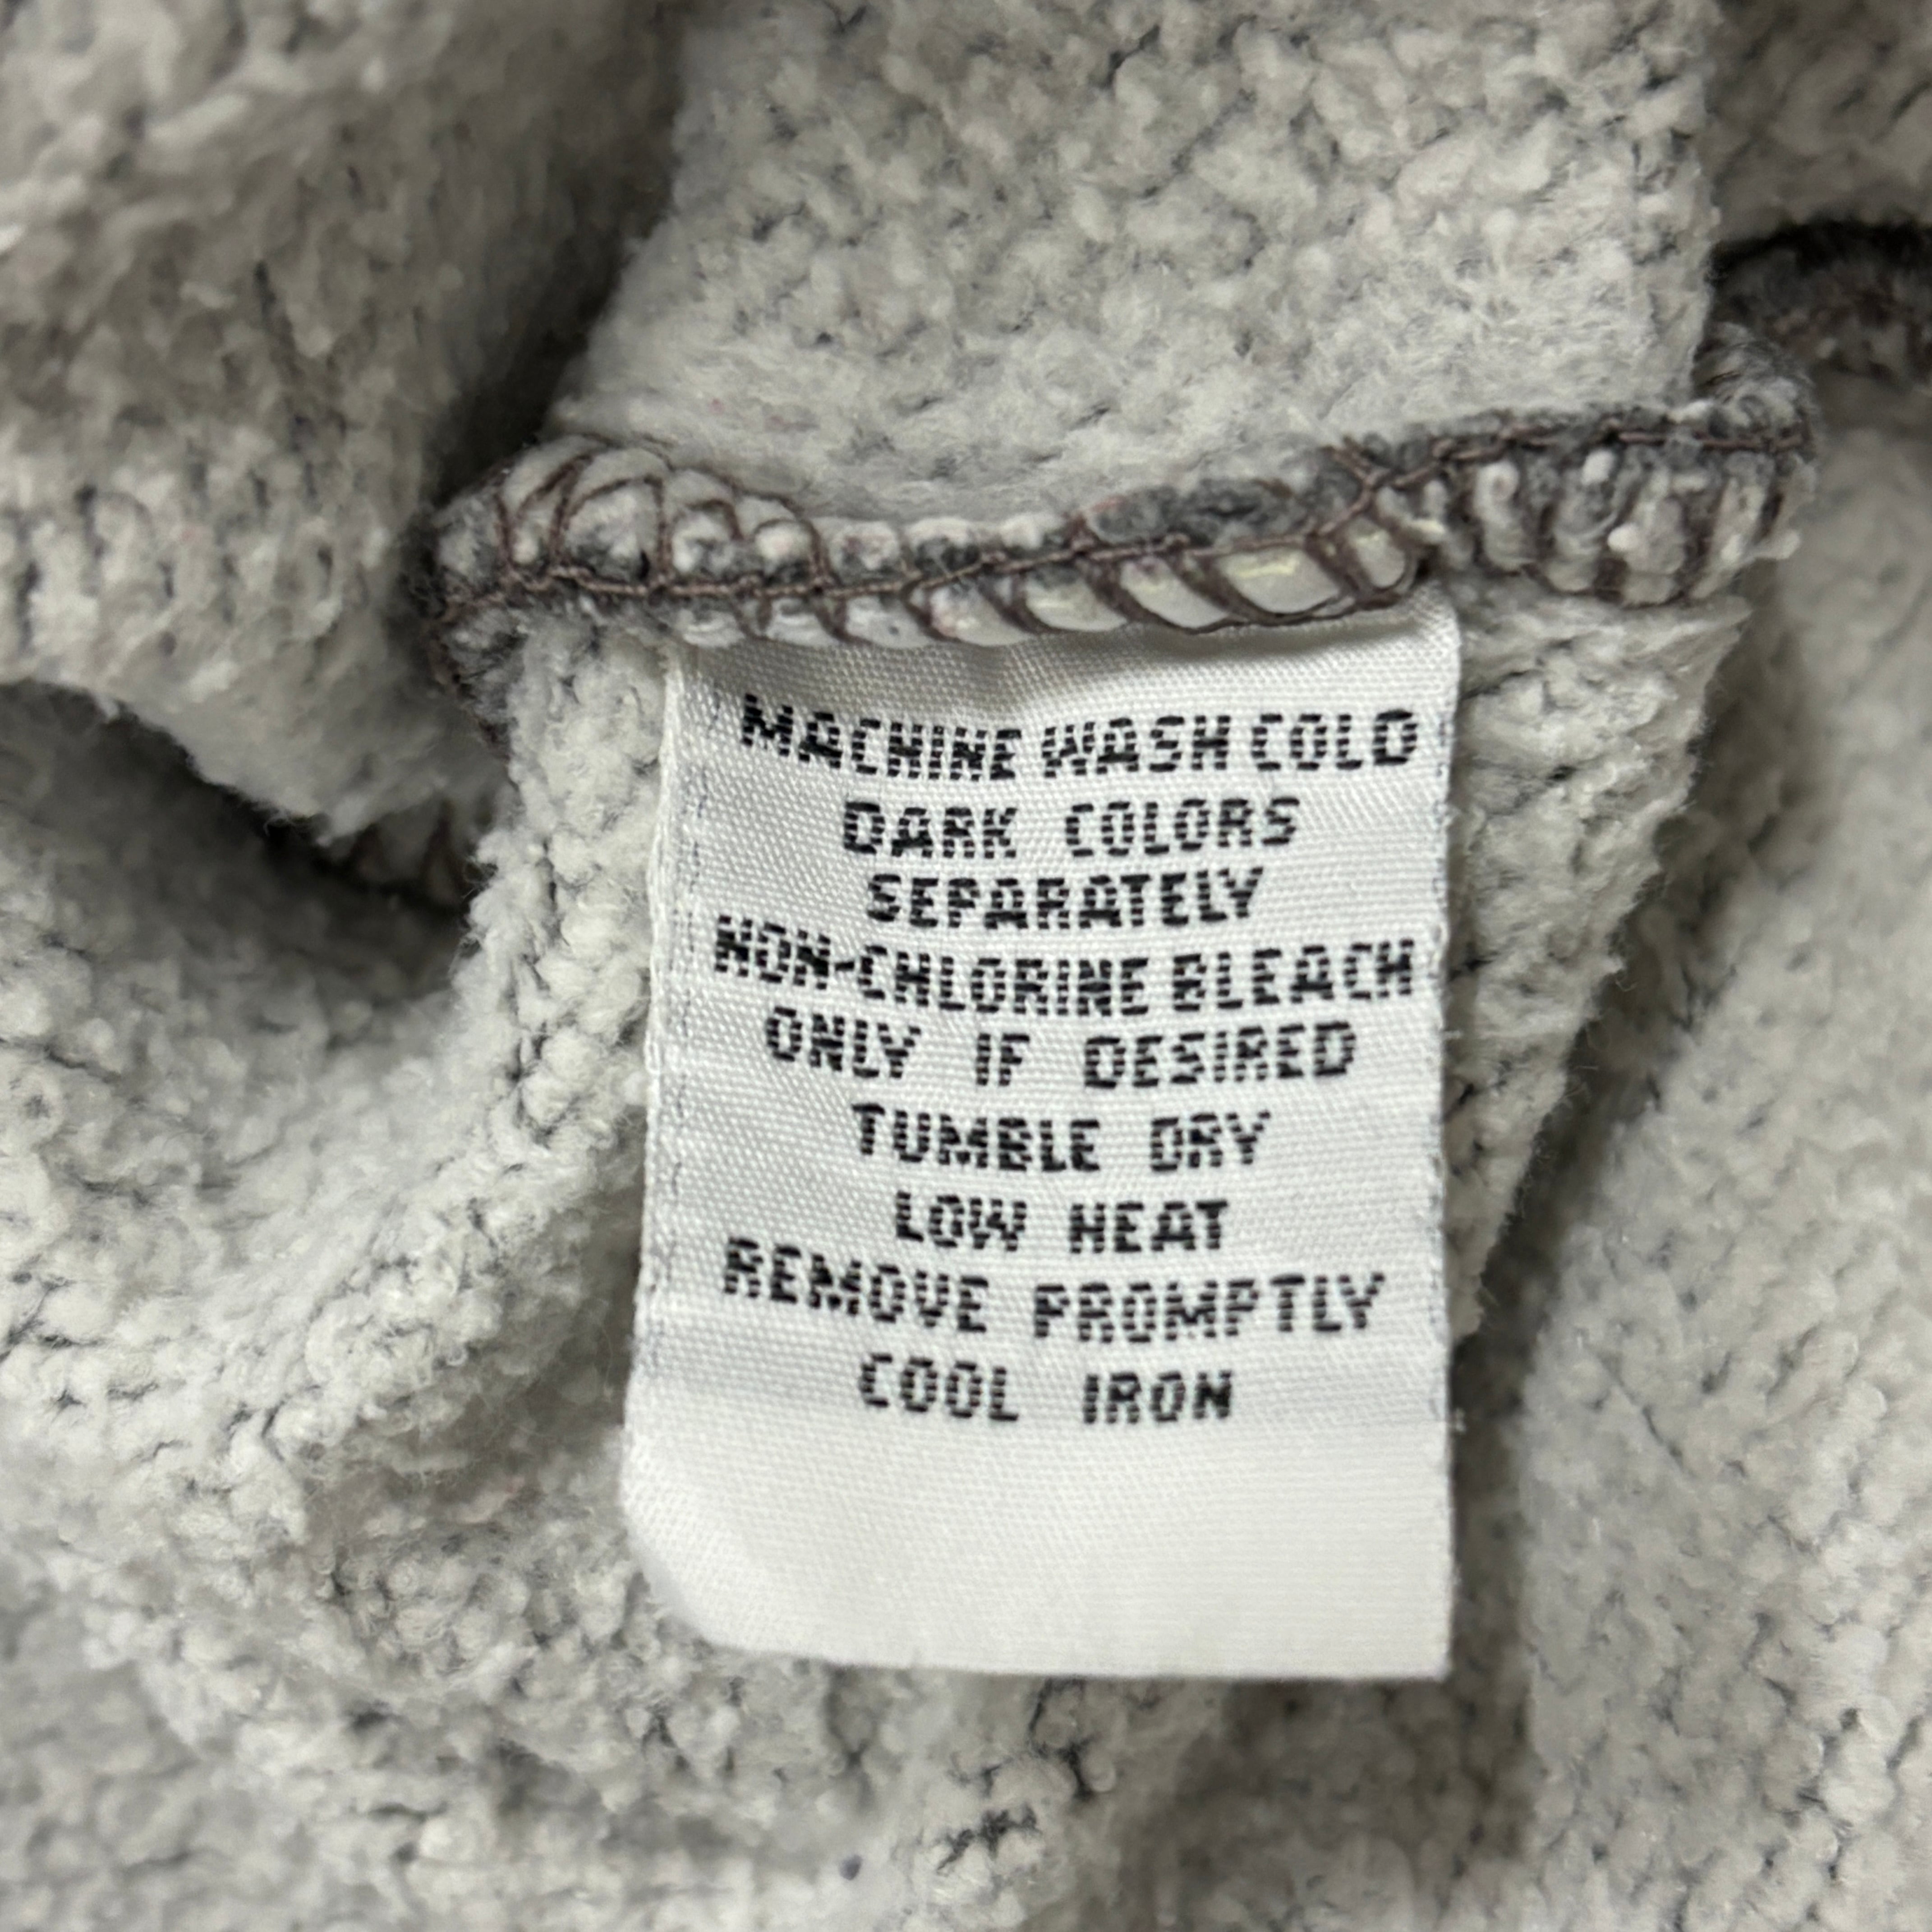 MACHINE WASH COLD
DARK COLORS
SEPARATELY
NON-CHLORINE BLEACH
ONLY IF DESIRED
TUMBLE DRY
LOW HEAT
REMOVE PROMPTLY
COOL IRON